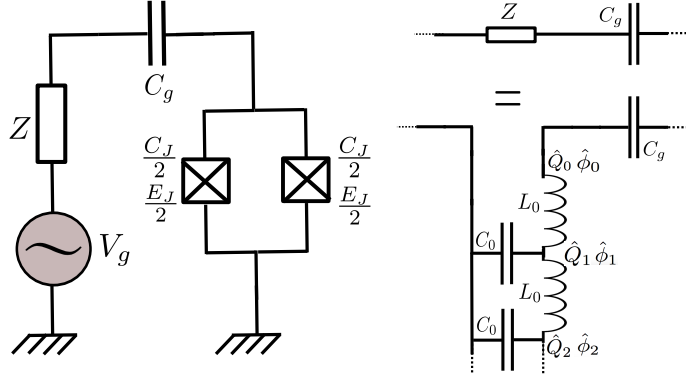 Z
V_g
C_g
C_J/2
E_J/2
C_J/2
E_J/2
Z
C_g
=
C_g
Q̂_0 ϕ̂_0
L_0
C_0
Q̂_1 ϕ̂_1
L_0
C_0
Q̂_2 ϕ̂_2